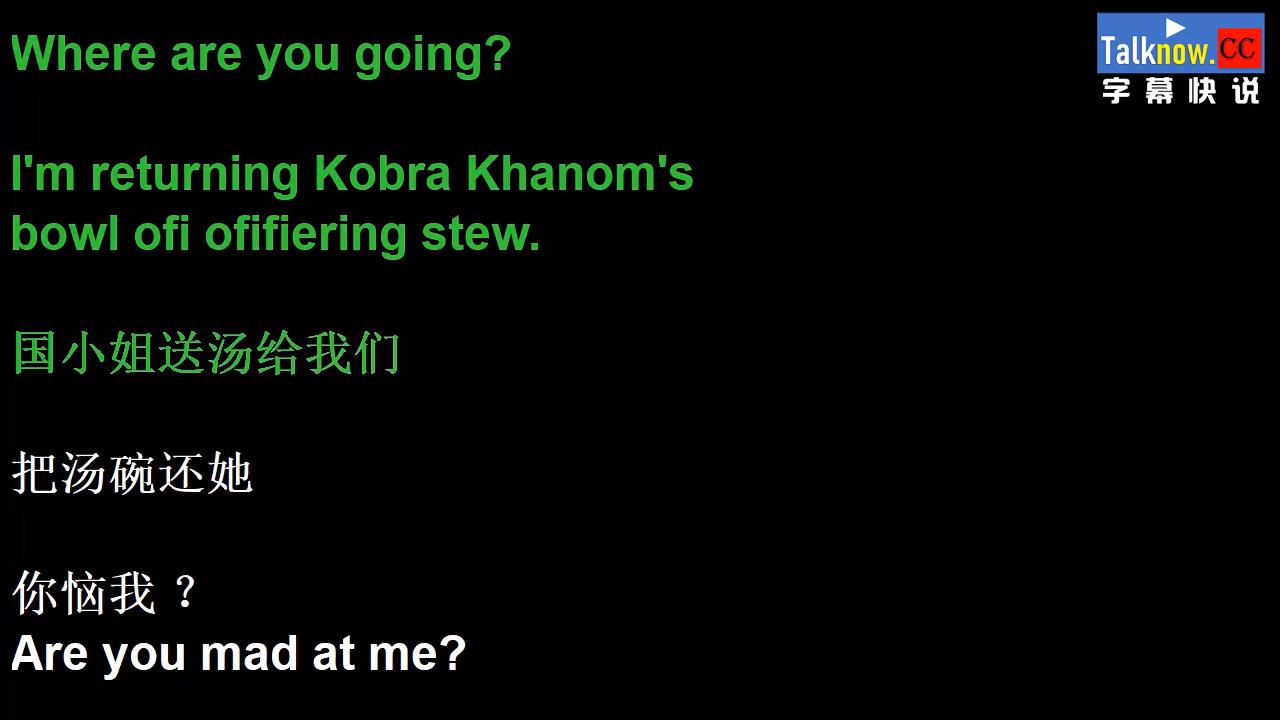 Where are you going?
Talknow.CC
字幕快说
I'm returning Kobra Khanom's
bowl ofi ofifiering stew.
国小姐送汤给我们
把汤碗还她
你恼我？
Are you mad at me?